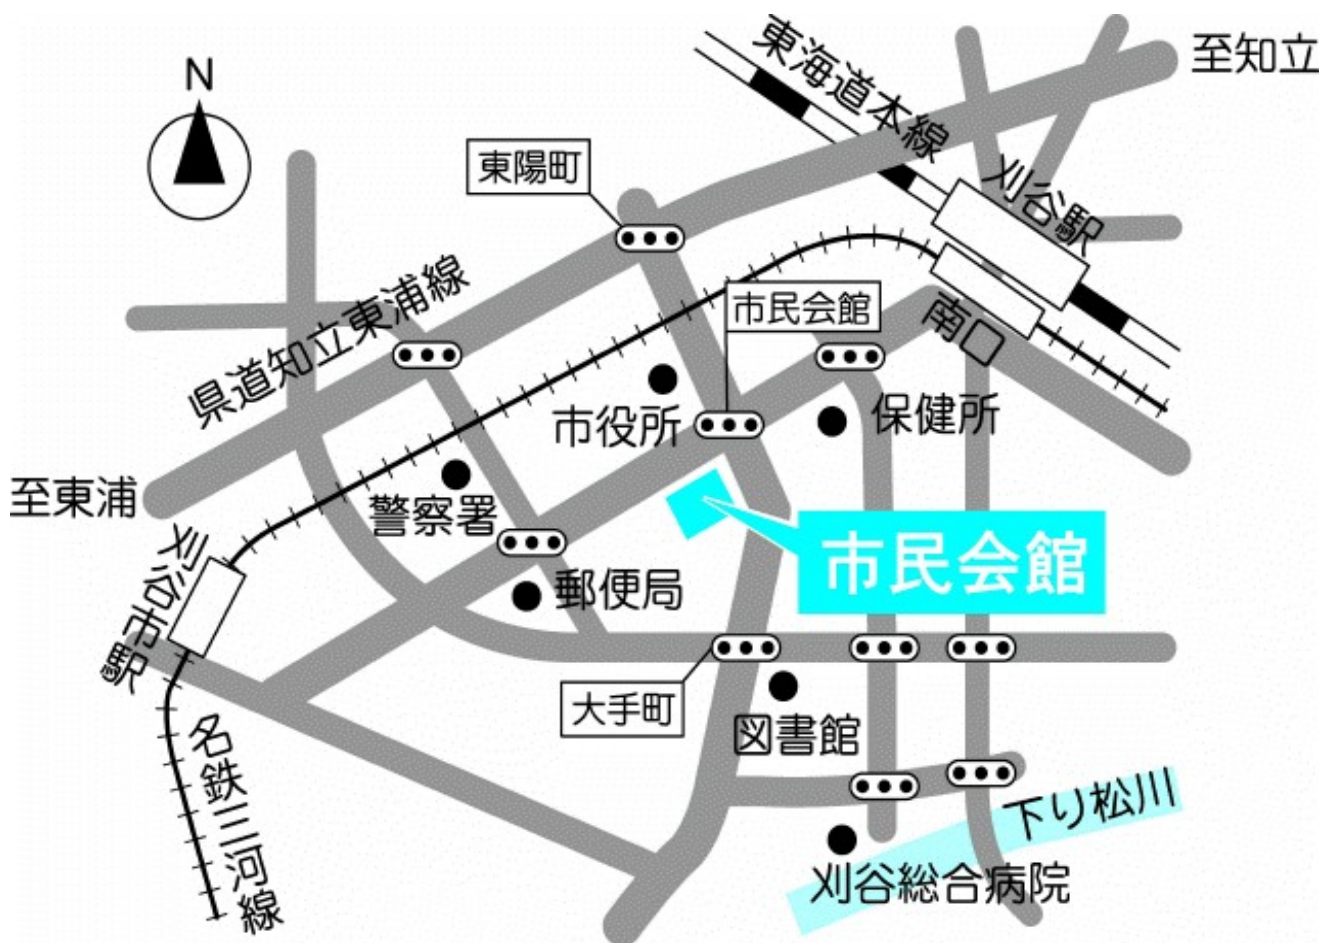 至知立
N
東海道本線
東陽町
刈谷駅
県道知立東浦線
市民会館
南口
市役所
保健所
至東浦
警察署
刈谷市駅
市民会館
郵便局
大手町
図書館
名鉄三河線
下り松川
刈谷総合病院